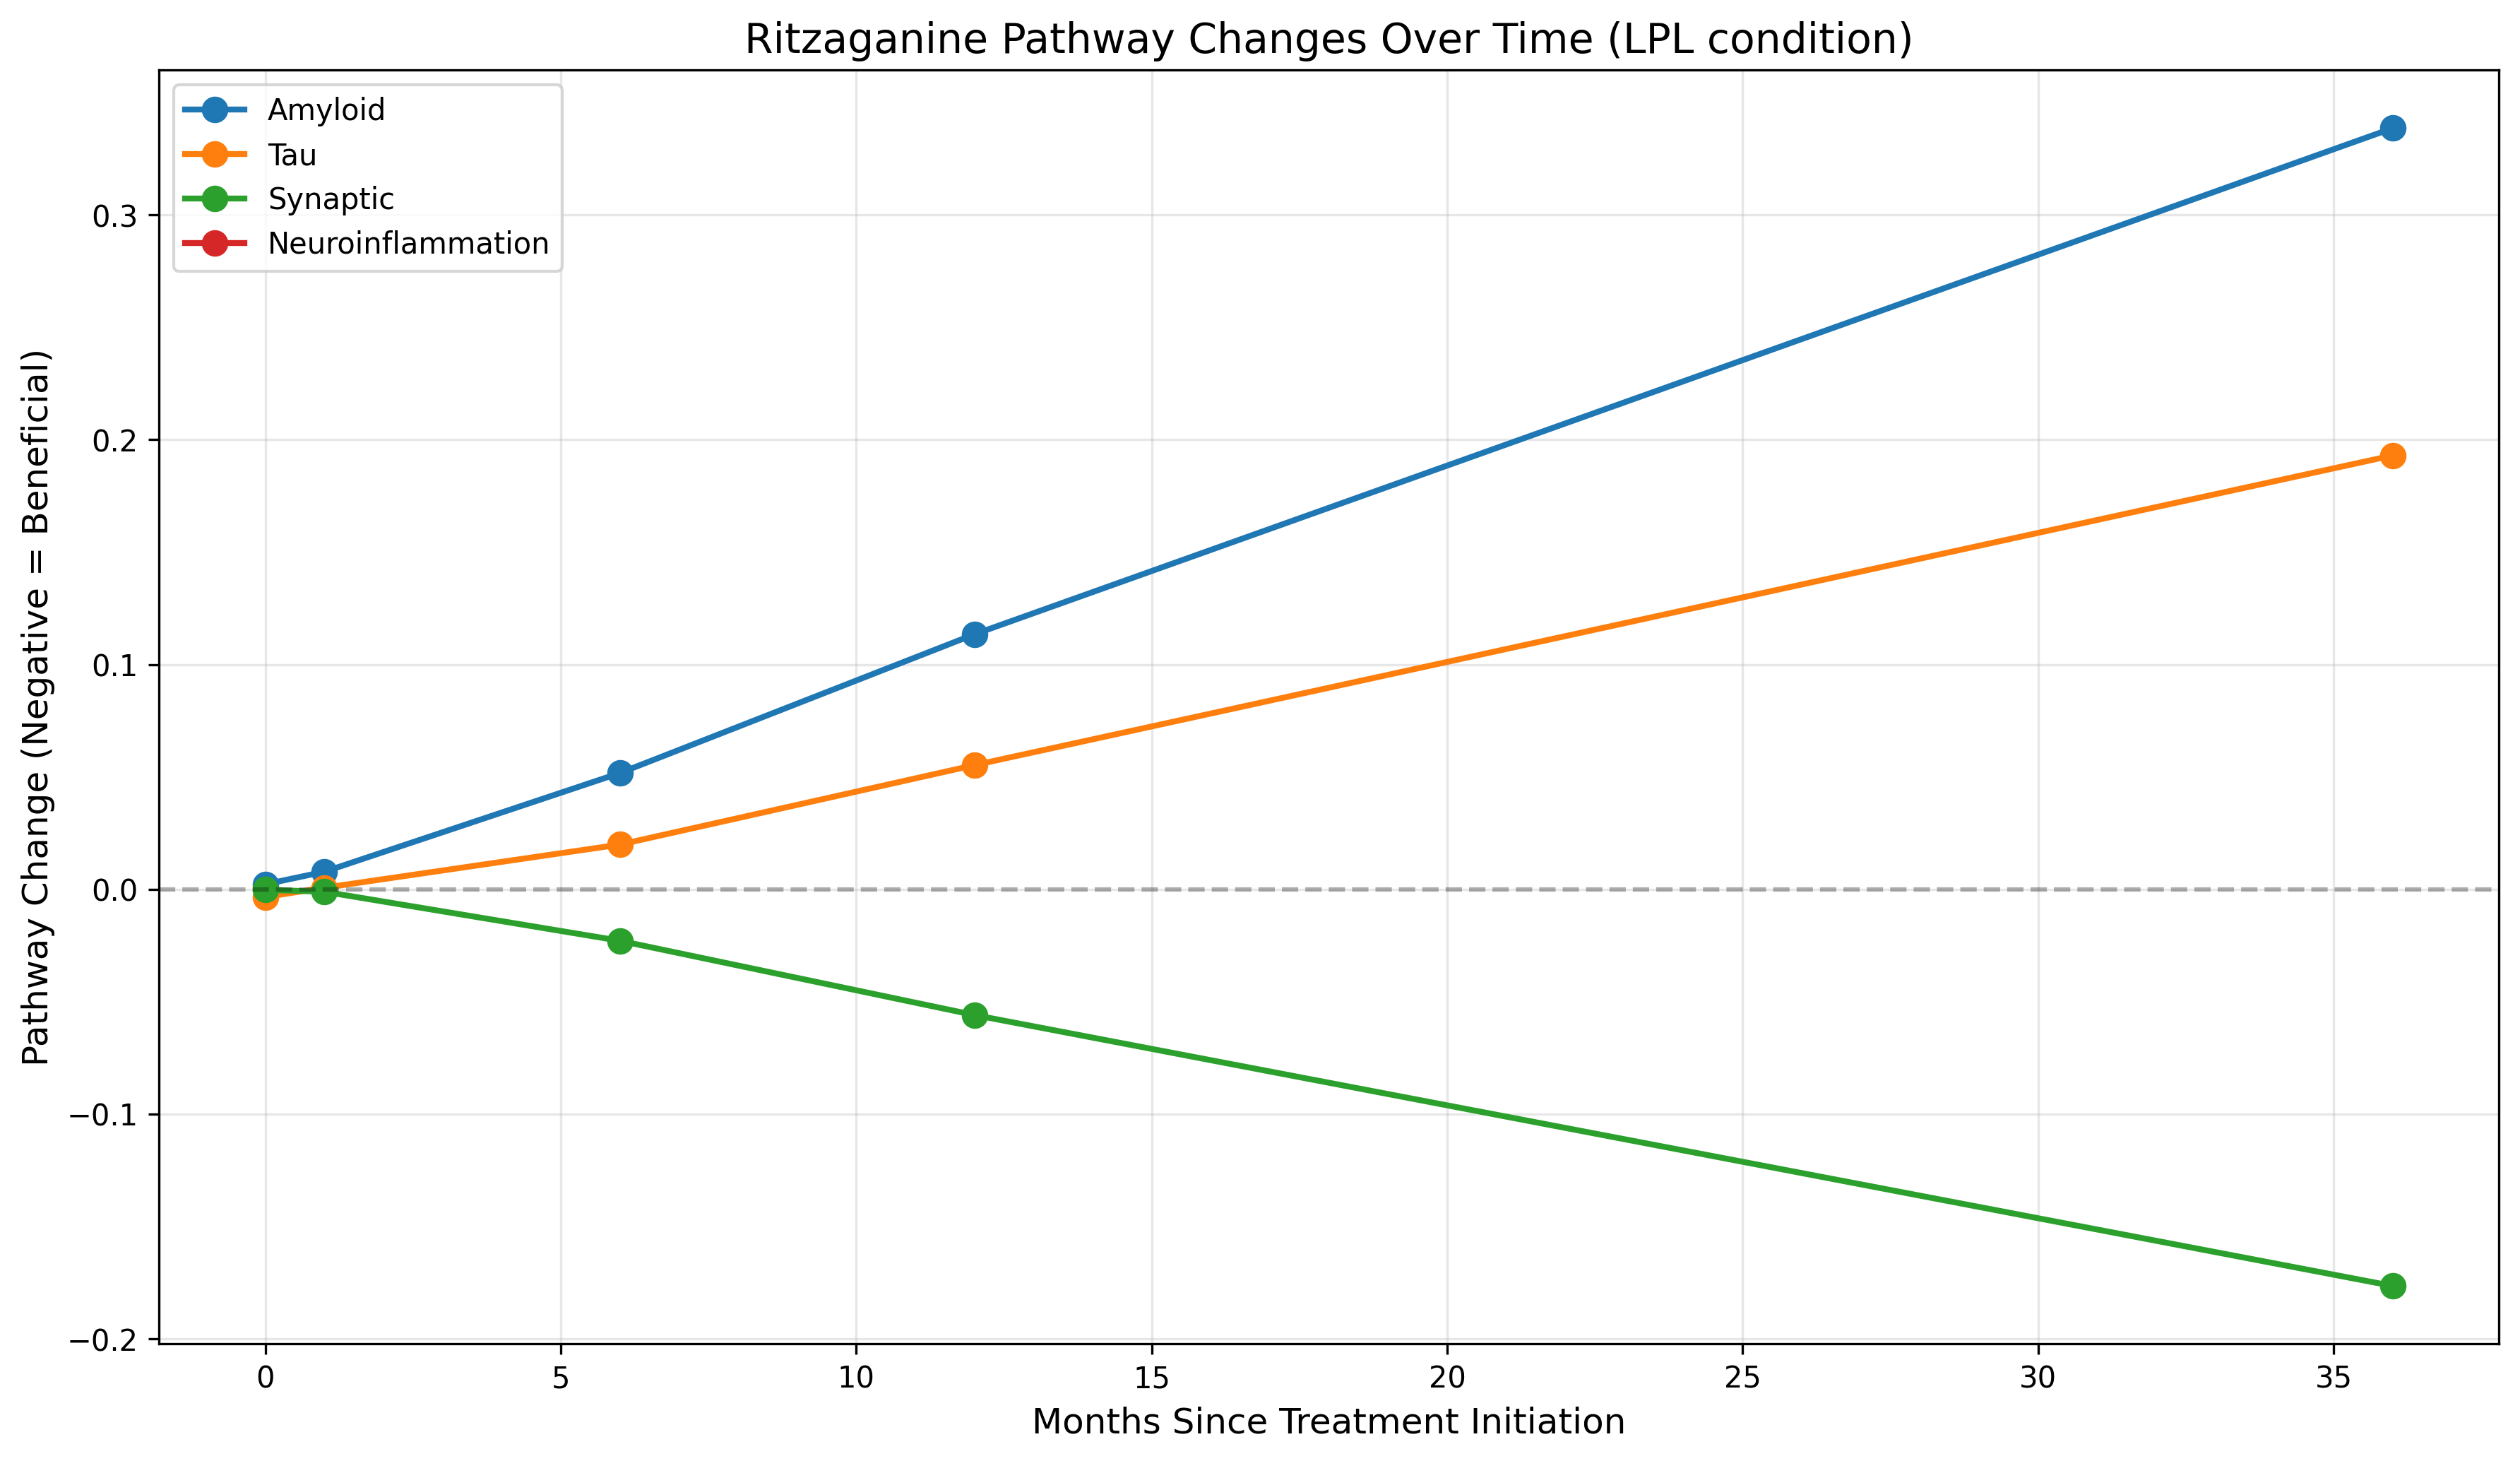 Ritzaganine Pathway Changes Over Time (LPL condition)
Amyloid
Tau
Synaptic
Neuroinflammation
Pathway Change (Negative = Beneficial)
0.3
0.2
0.1
0.0
−0.1
−0.2
0 5 10 15 20 25 30 35
Months Since Treatment Initiation